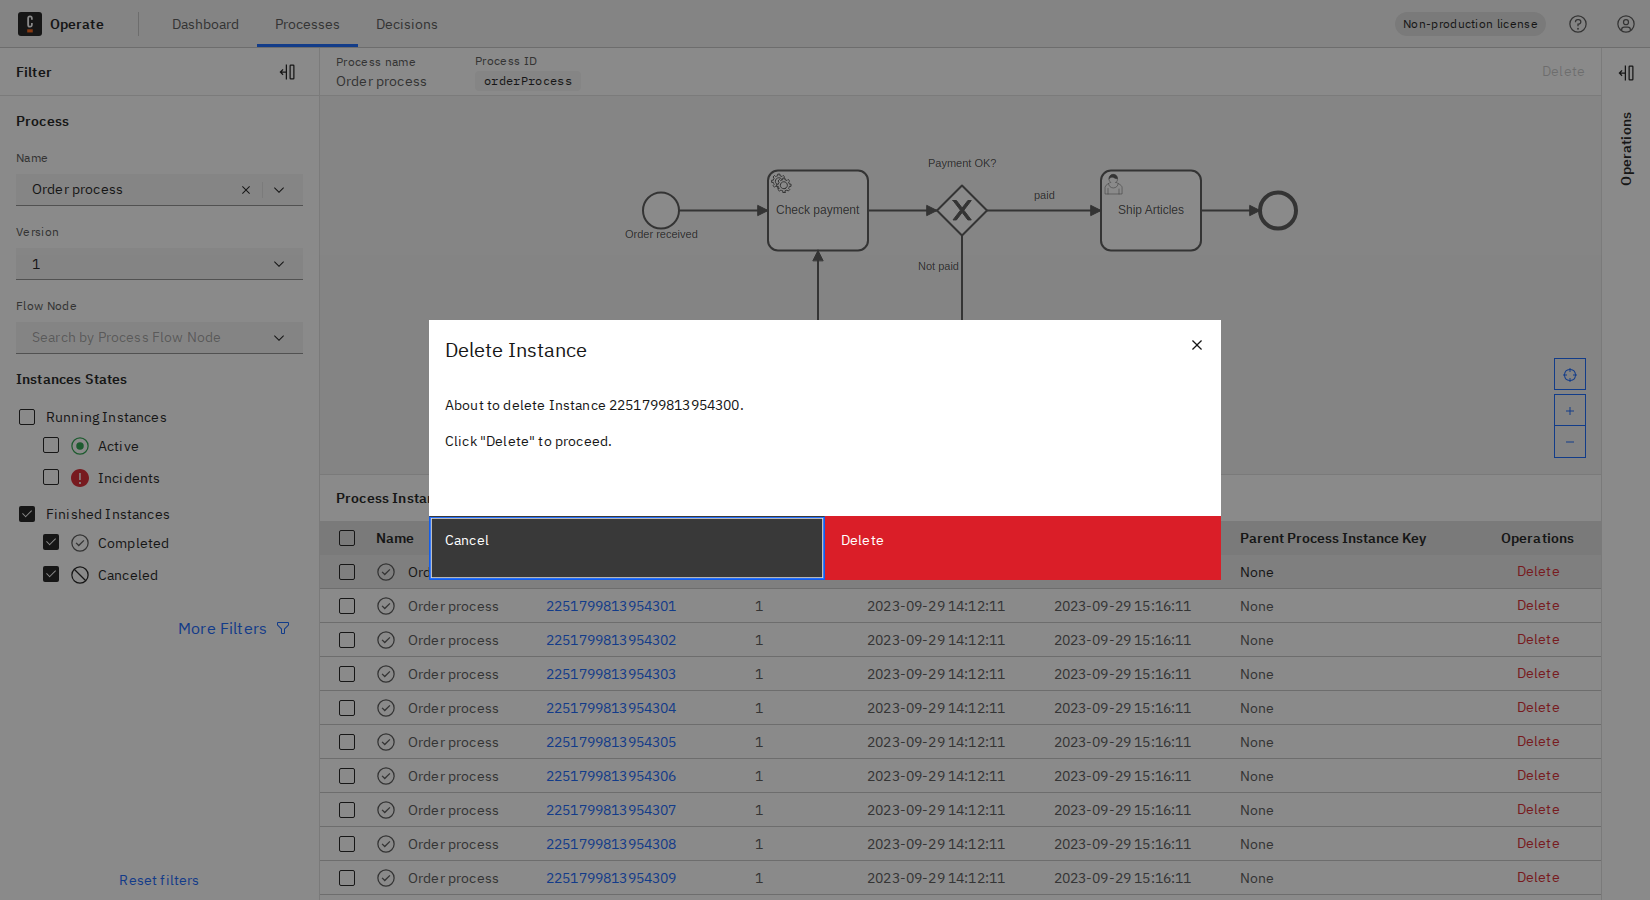 Operate
Dashboard
Processes
Decisions
Non-production license
Filter
Process
Name
Order process
Version
1
Flow Node
Search by Process Flow Node
Instances States
Running Instances
Active
Incidents
Finished Instances
Completed
Canceled
More Filters
Reset filters
Process name
Order process
Process ID
orderProcess
Delete
Operations
Order received
Check payment
Payment OK?
paid
Not paid
Ship Articles
Delete Instance
About to delete Instance 2251799813954300.
Click "Delete" to proceed.
Cancel
Delete
Process
Name Parent Process Instance Key Operations
None Delete
Order process 2251799813954301 1 2023-09-29 14:12:11 2023-09-29 15:16:11 None Delete
Order process 2251799813954302 1 2023-09-29 14:12:11 2023-09-29 15:16:11 None Delete
Order process 2251799813954303 1 2023-09-29 14:12:11 2023-09-29 15:16:11 None Delete
Order process 2251799813954304 1 2023-09-29 14:12:11 2023-09-29 15:16:11 None Delete
Order process 2251799813954305 1 2023-09-29 14:12:11 2023-09-29 15:16:11 None Delete
Order process 2251799813954306 1 2023-09-29 14:12:11 2023-09-29 15:16:11 None Delete
Order process 2251799813954307 1 2023-09-29 14:12:11 2023-09-29 15:16:11 None Delete
Order process 2251799813954308 1 2023-09-29 14:12:11 2023-09-29 15:16:11 None Delete
Order process 2251799813954309 1 2023-09-29 14:12:11 2023-09-29 15:16:11 None Delete